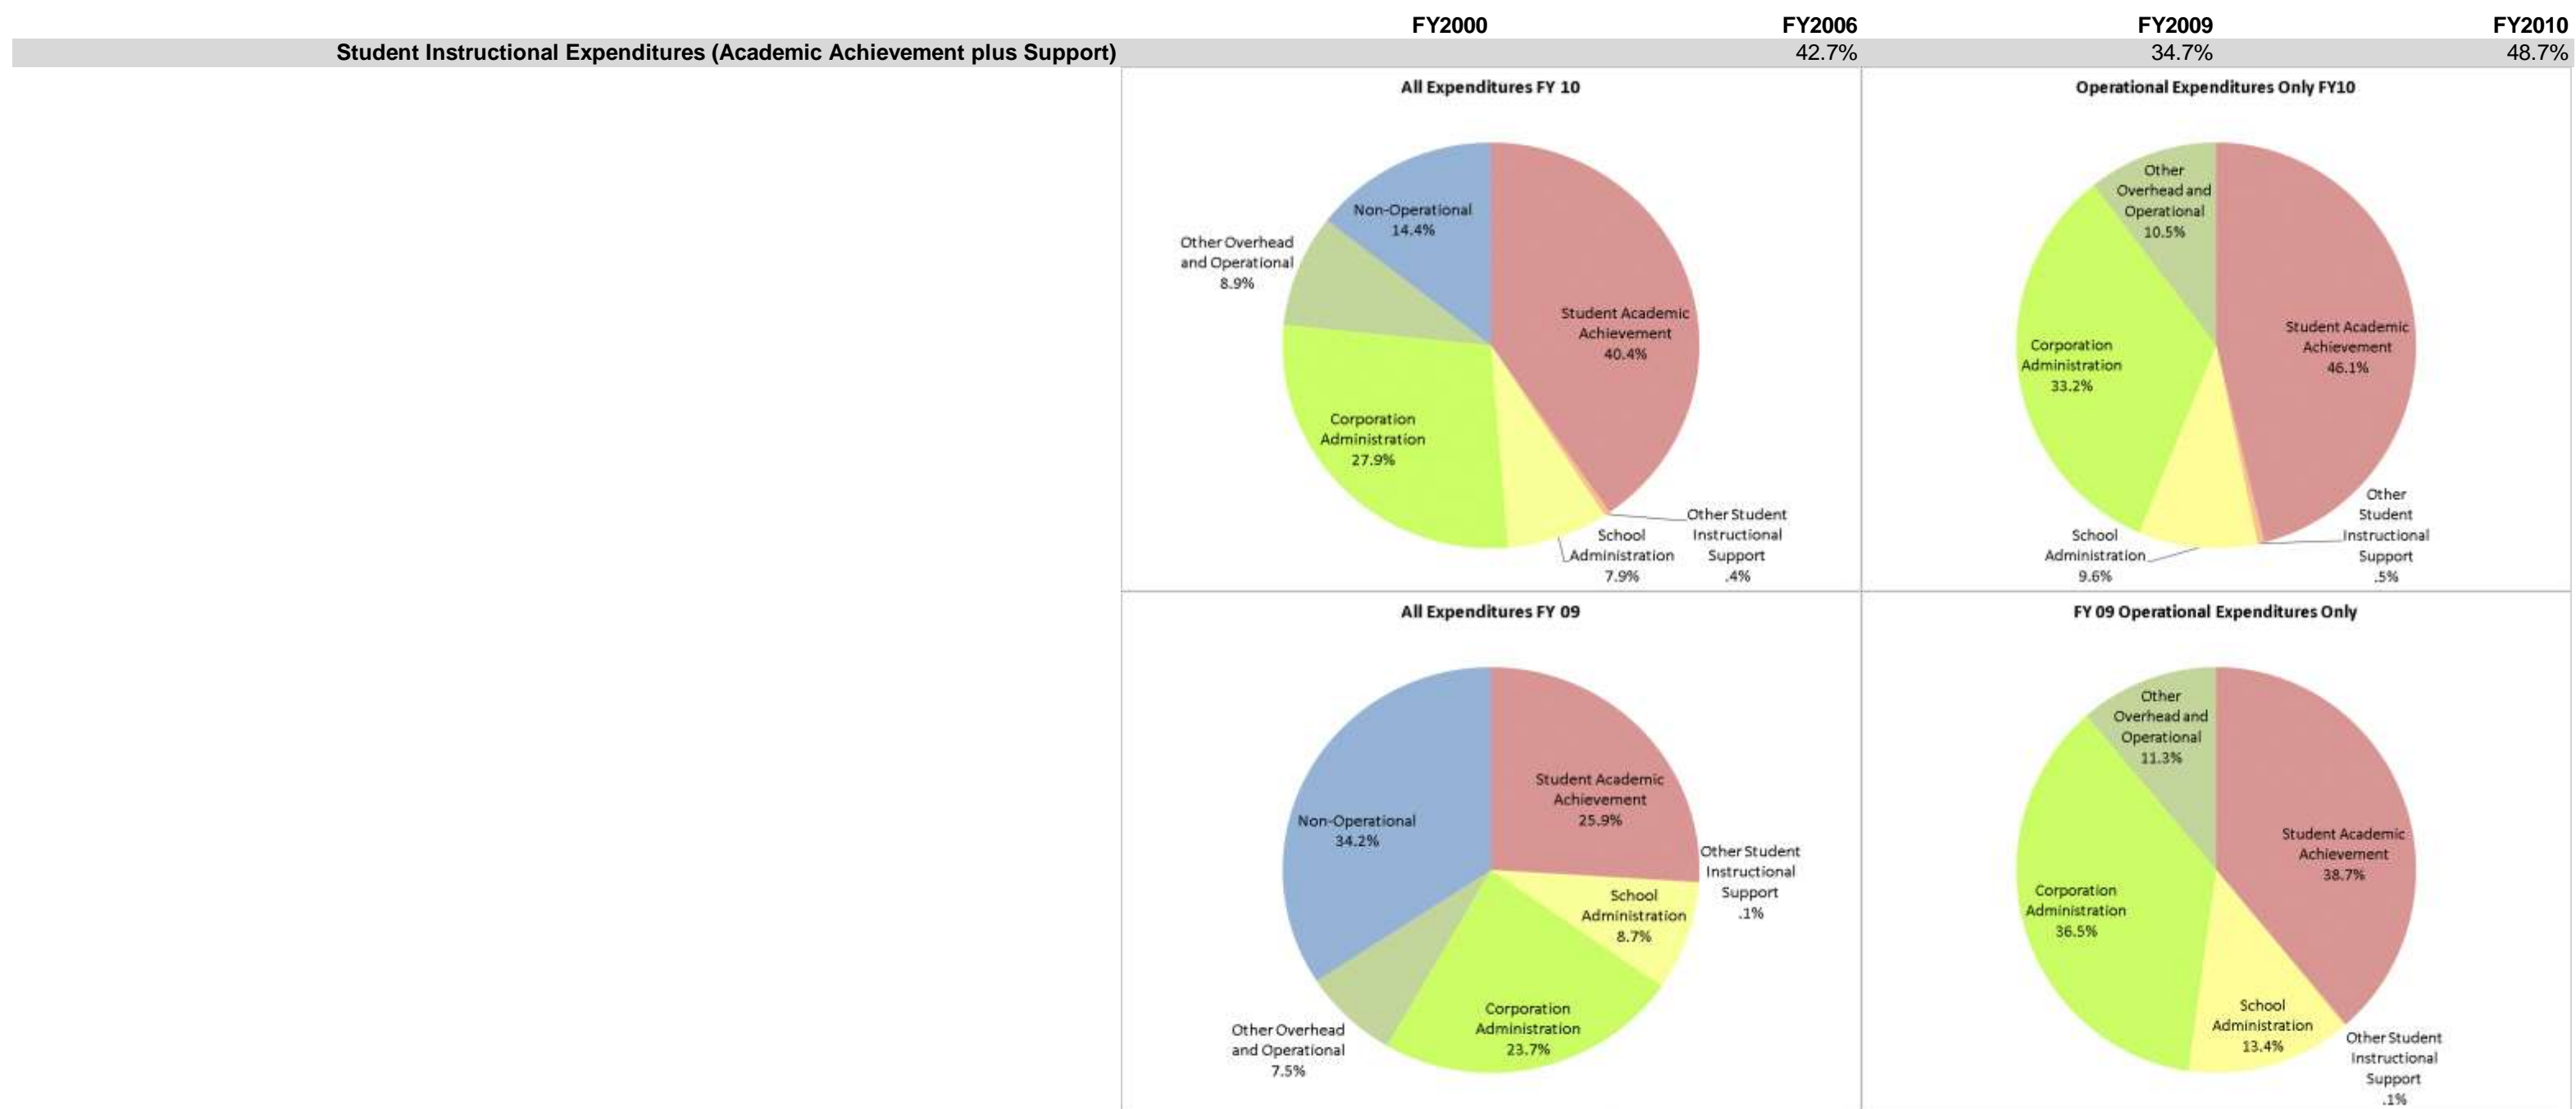 FY2000 FY2006 FY2009 FY2010
Student Instructional Expenditures (Academic Achievement plus Support) 42.7% 34.7% 48.7%
All Expenditures FY 10
Non-Operational
14.4%
Other Overhead
and Operational
8.9%
Student Academic
Achievement
40.4%
Corporation
Administration
27.9%
School
Administration
7.9%
Other Student
Instructional
Support
.4%
Operational Expenditures Only FY10
Other
Overhead and
Operational
10.5%
Student Academic
Achievement
46.1%
Corporation
Administration
33.2%
School
Administration
9.6%
Other
Student
Instructional
Support
.5%
All Expenditures FY 09
Non-Operational
34.2%
Student Academic
Achievement
25.9%
Other Student
Instructional
Support
.1%
School
Administration
8.7%
Corporation
Administration
23.7%
Other Overhead
and Operational
7.5%
FY 09 Operational Expenditures Only
Other
Overhead and
Operational
11.3%
Student Academic
Achievement
38.7%
Corporation
Administration
36.5%
School
Administration
13.4%
Other Student
Instructional
Support
.1%